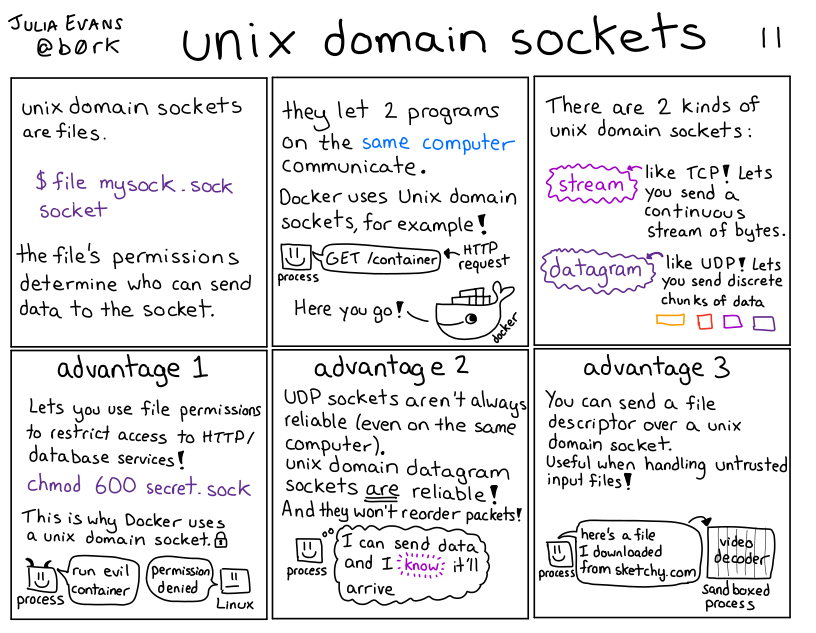 JULIA EVANS
@b0rk
unix domain sockets
11
unix domain sockets
are files.
$ file mysock.sock
socket
the file's permissions
determine who can send
data to the socket.
they let 2 programs
on the same computer
communicate.
Docker uses Unix domain
sockets, for example!
GET /container
HTTP
request
process
Here you go!
docker
There are 2 kinds of
unix domain sockets:
stream
like TCP! Lets
you send a
continuous
stream of bytes.
datagram
like UDP! Lets
you send discrete
chunks of data
advantage 1
Lets you use file permissions
to restrict access to HTTP/
database services!
chmod 600 secret.sock
This is why Docker uses
a unix domain socket.
run evil
container
process
permission
denied
Linux
advantage 2
UDP sockets aren't always
reliable (even on the same
computer).
unix domain datagram
sockets are reliable!
And they won't reorder packets!
process
I can send data
and I know it'll
arrive
advantage 3
You can send a file
descriptor over a unix
domain socket.
Useful when handling untrusted
input files!
process
here's a file
I downloaded
from sketchy.com
video
decoder
sandboxed
process